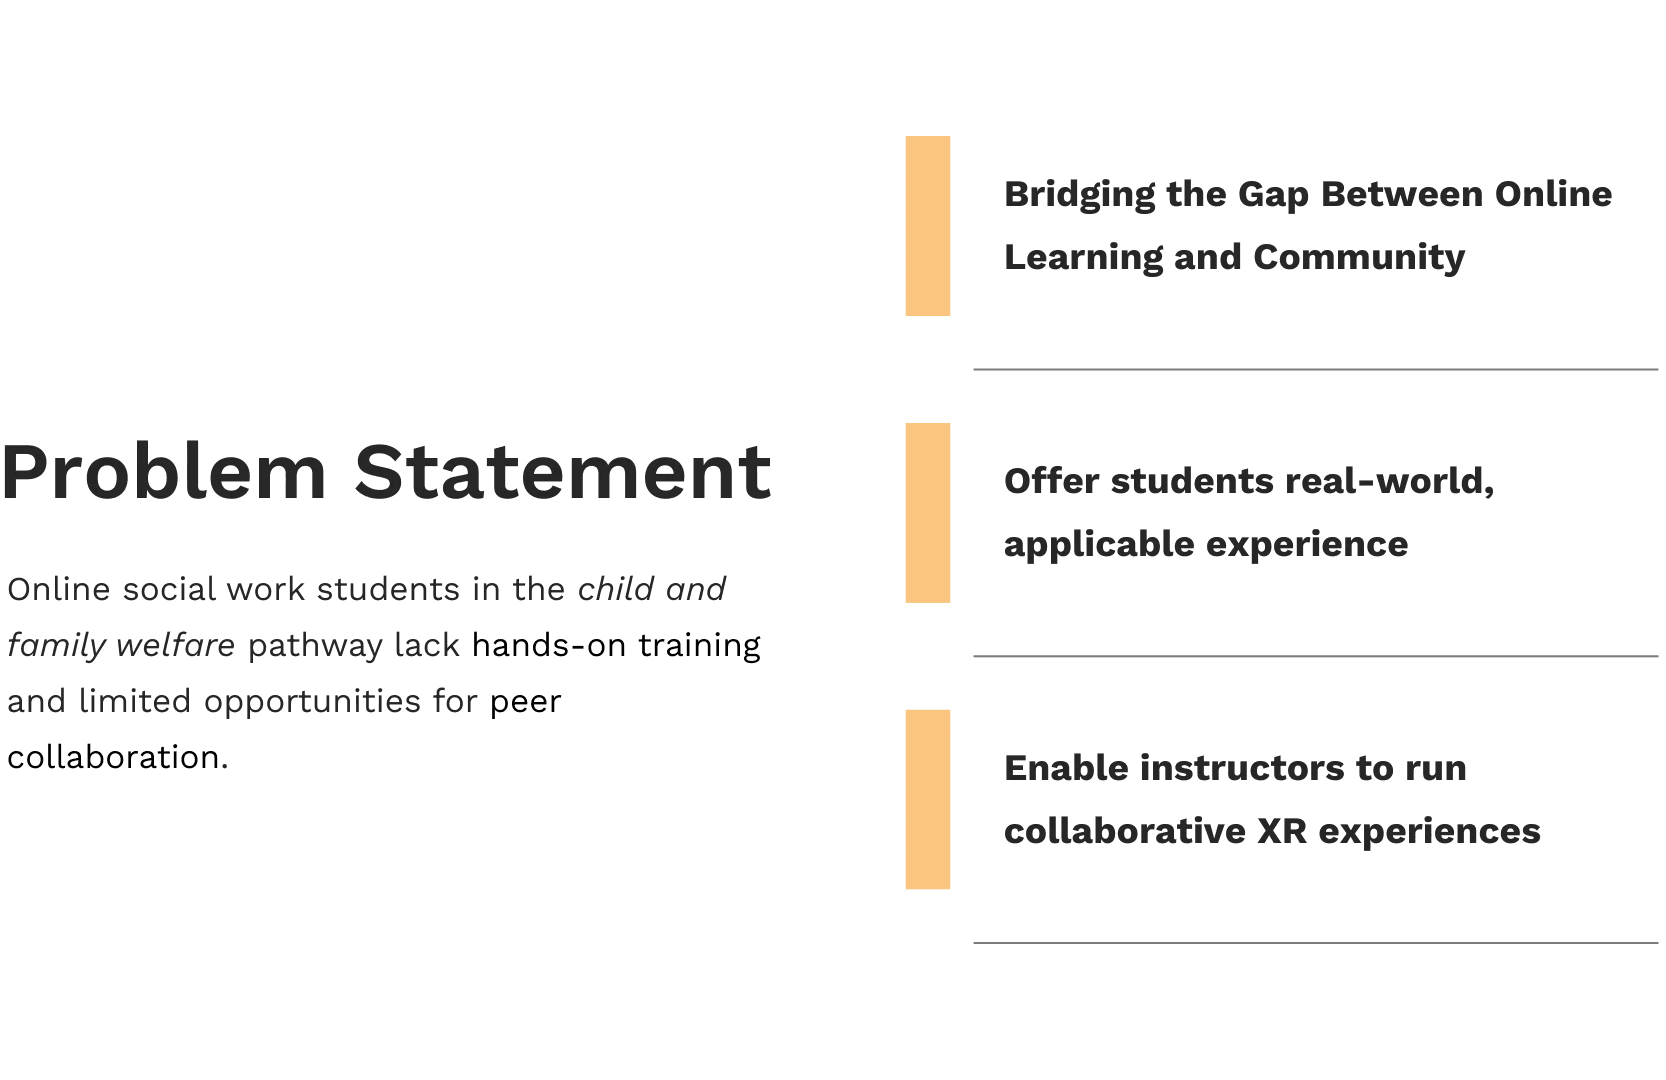 Problem Statement
Online social work students in the child and
family welfare pathway lack hands-on training
and limited opportunities for peer
collaboration.
Bridging the Gap Between Online
Learning and Community
Offer students real-world,
applicable experience
Enable instructors to run
collaborative XR experiences